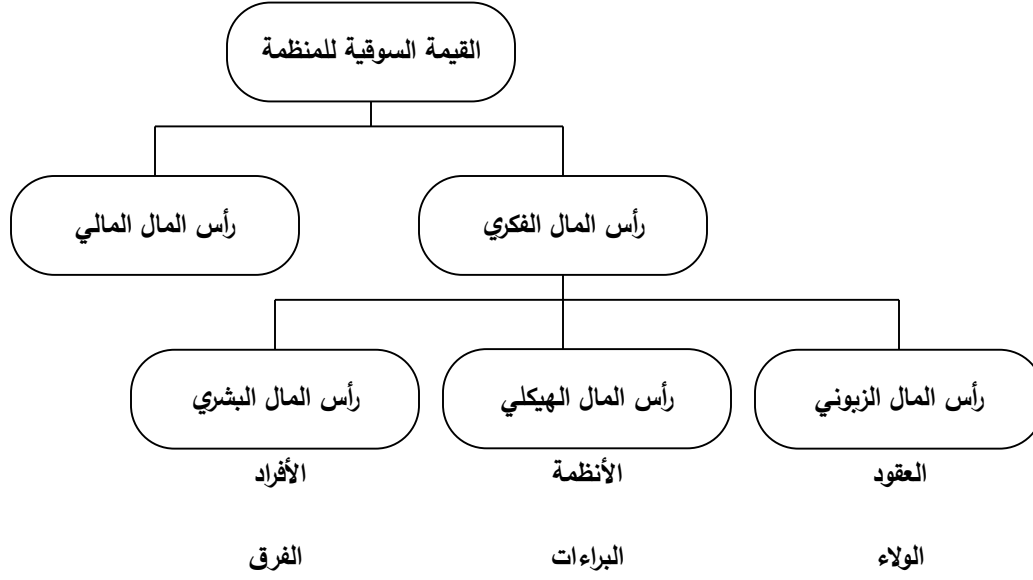 القيمة السوقية للمنظمة
رأس المال الفكري
رأس المال المالي
رأس المال الزبوني
رأس المال الهيكلي
رأس المال البشري
العقود
الأنظمة
الأفراد
الولاء
البراءات
الفرق